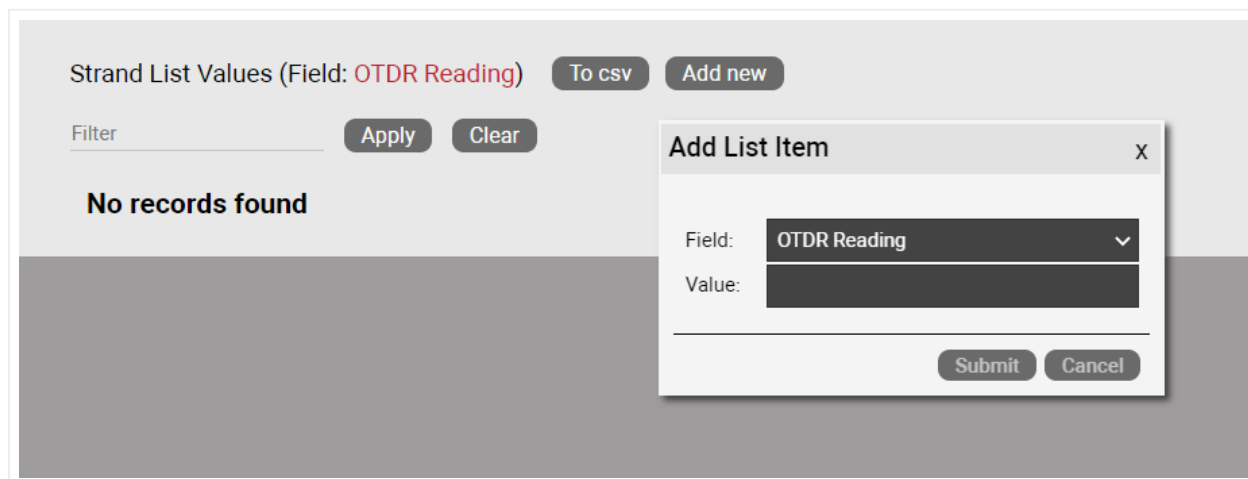 Strand List Values (Field: OTDR Reading) To csv Add new
Filter Apply Clear
No records found
Add List Item X
Field: OTDR Reading
Value:
Submit Cancel